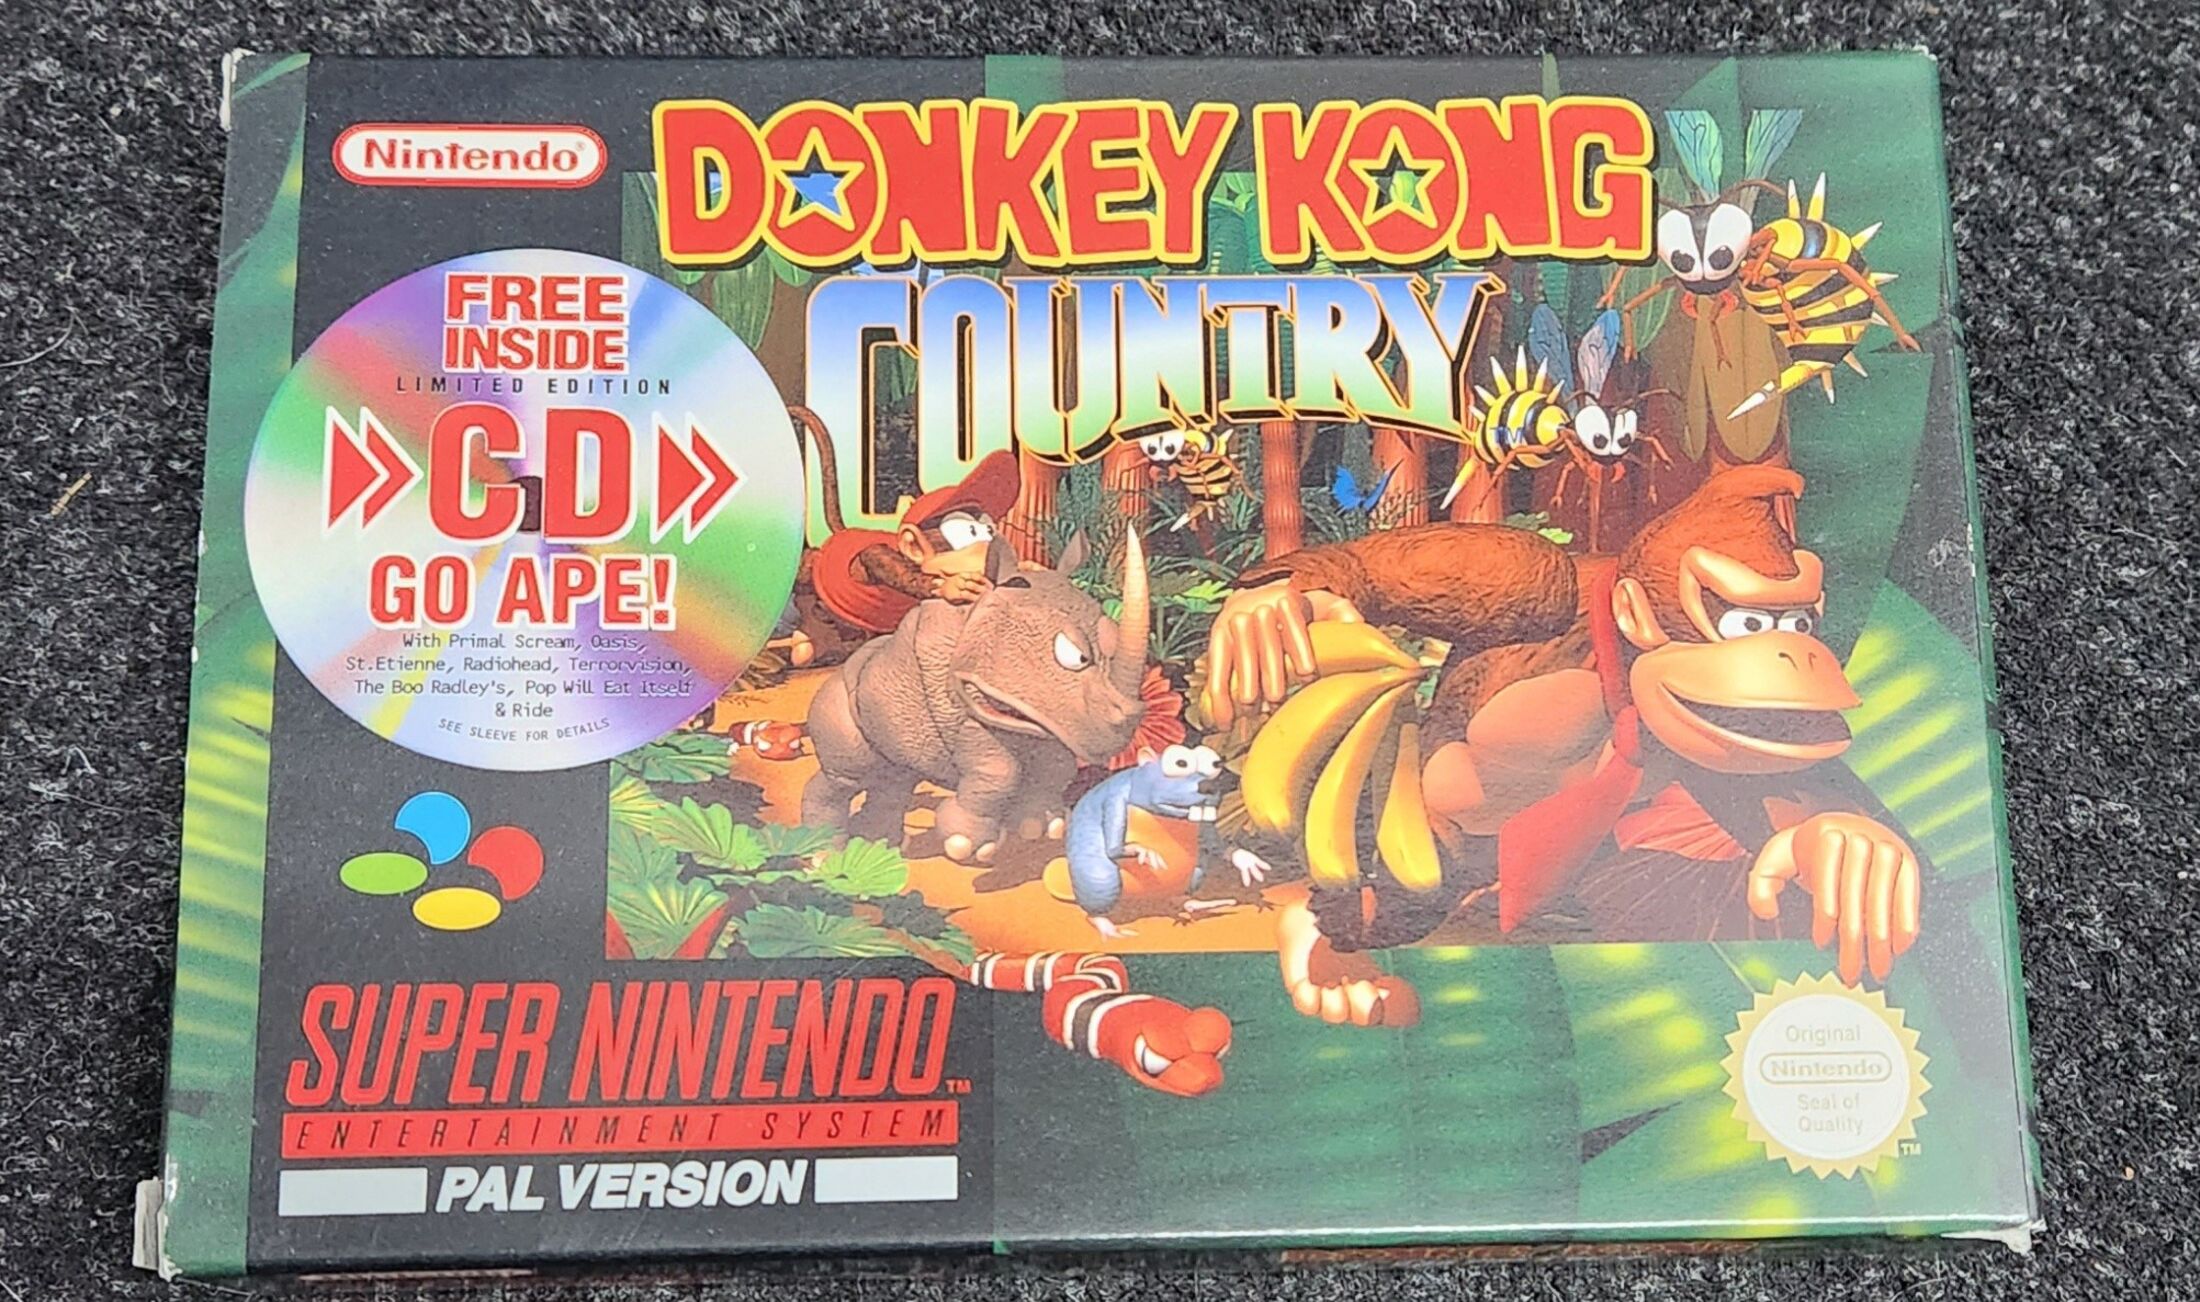 Nintendo®
DONKEY KONG
COUNTRY
TM
FREE
INSIDE
LIMITED EDITION
CD
GO APE!
With Primal Scream, Oasis,
St.Etienne, Radiohead, Terrorvision,
The Boo Radley's, Pop Will Eat Itself
& Ride
SEE SLEEVE FOR DETAILS
SUPER NINTENDO™
ENTERTAINMENT SYSTEM
PAL VERSION
Original
Nintendo
Seal of
Quality
TM